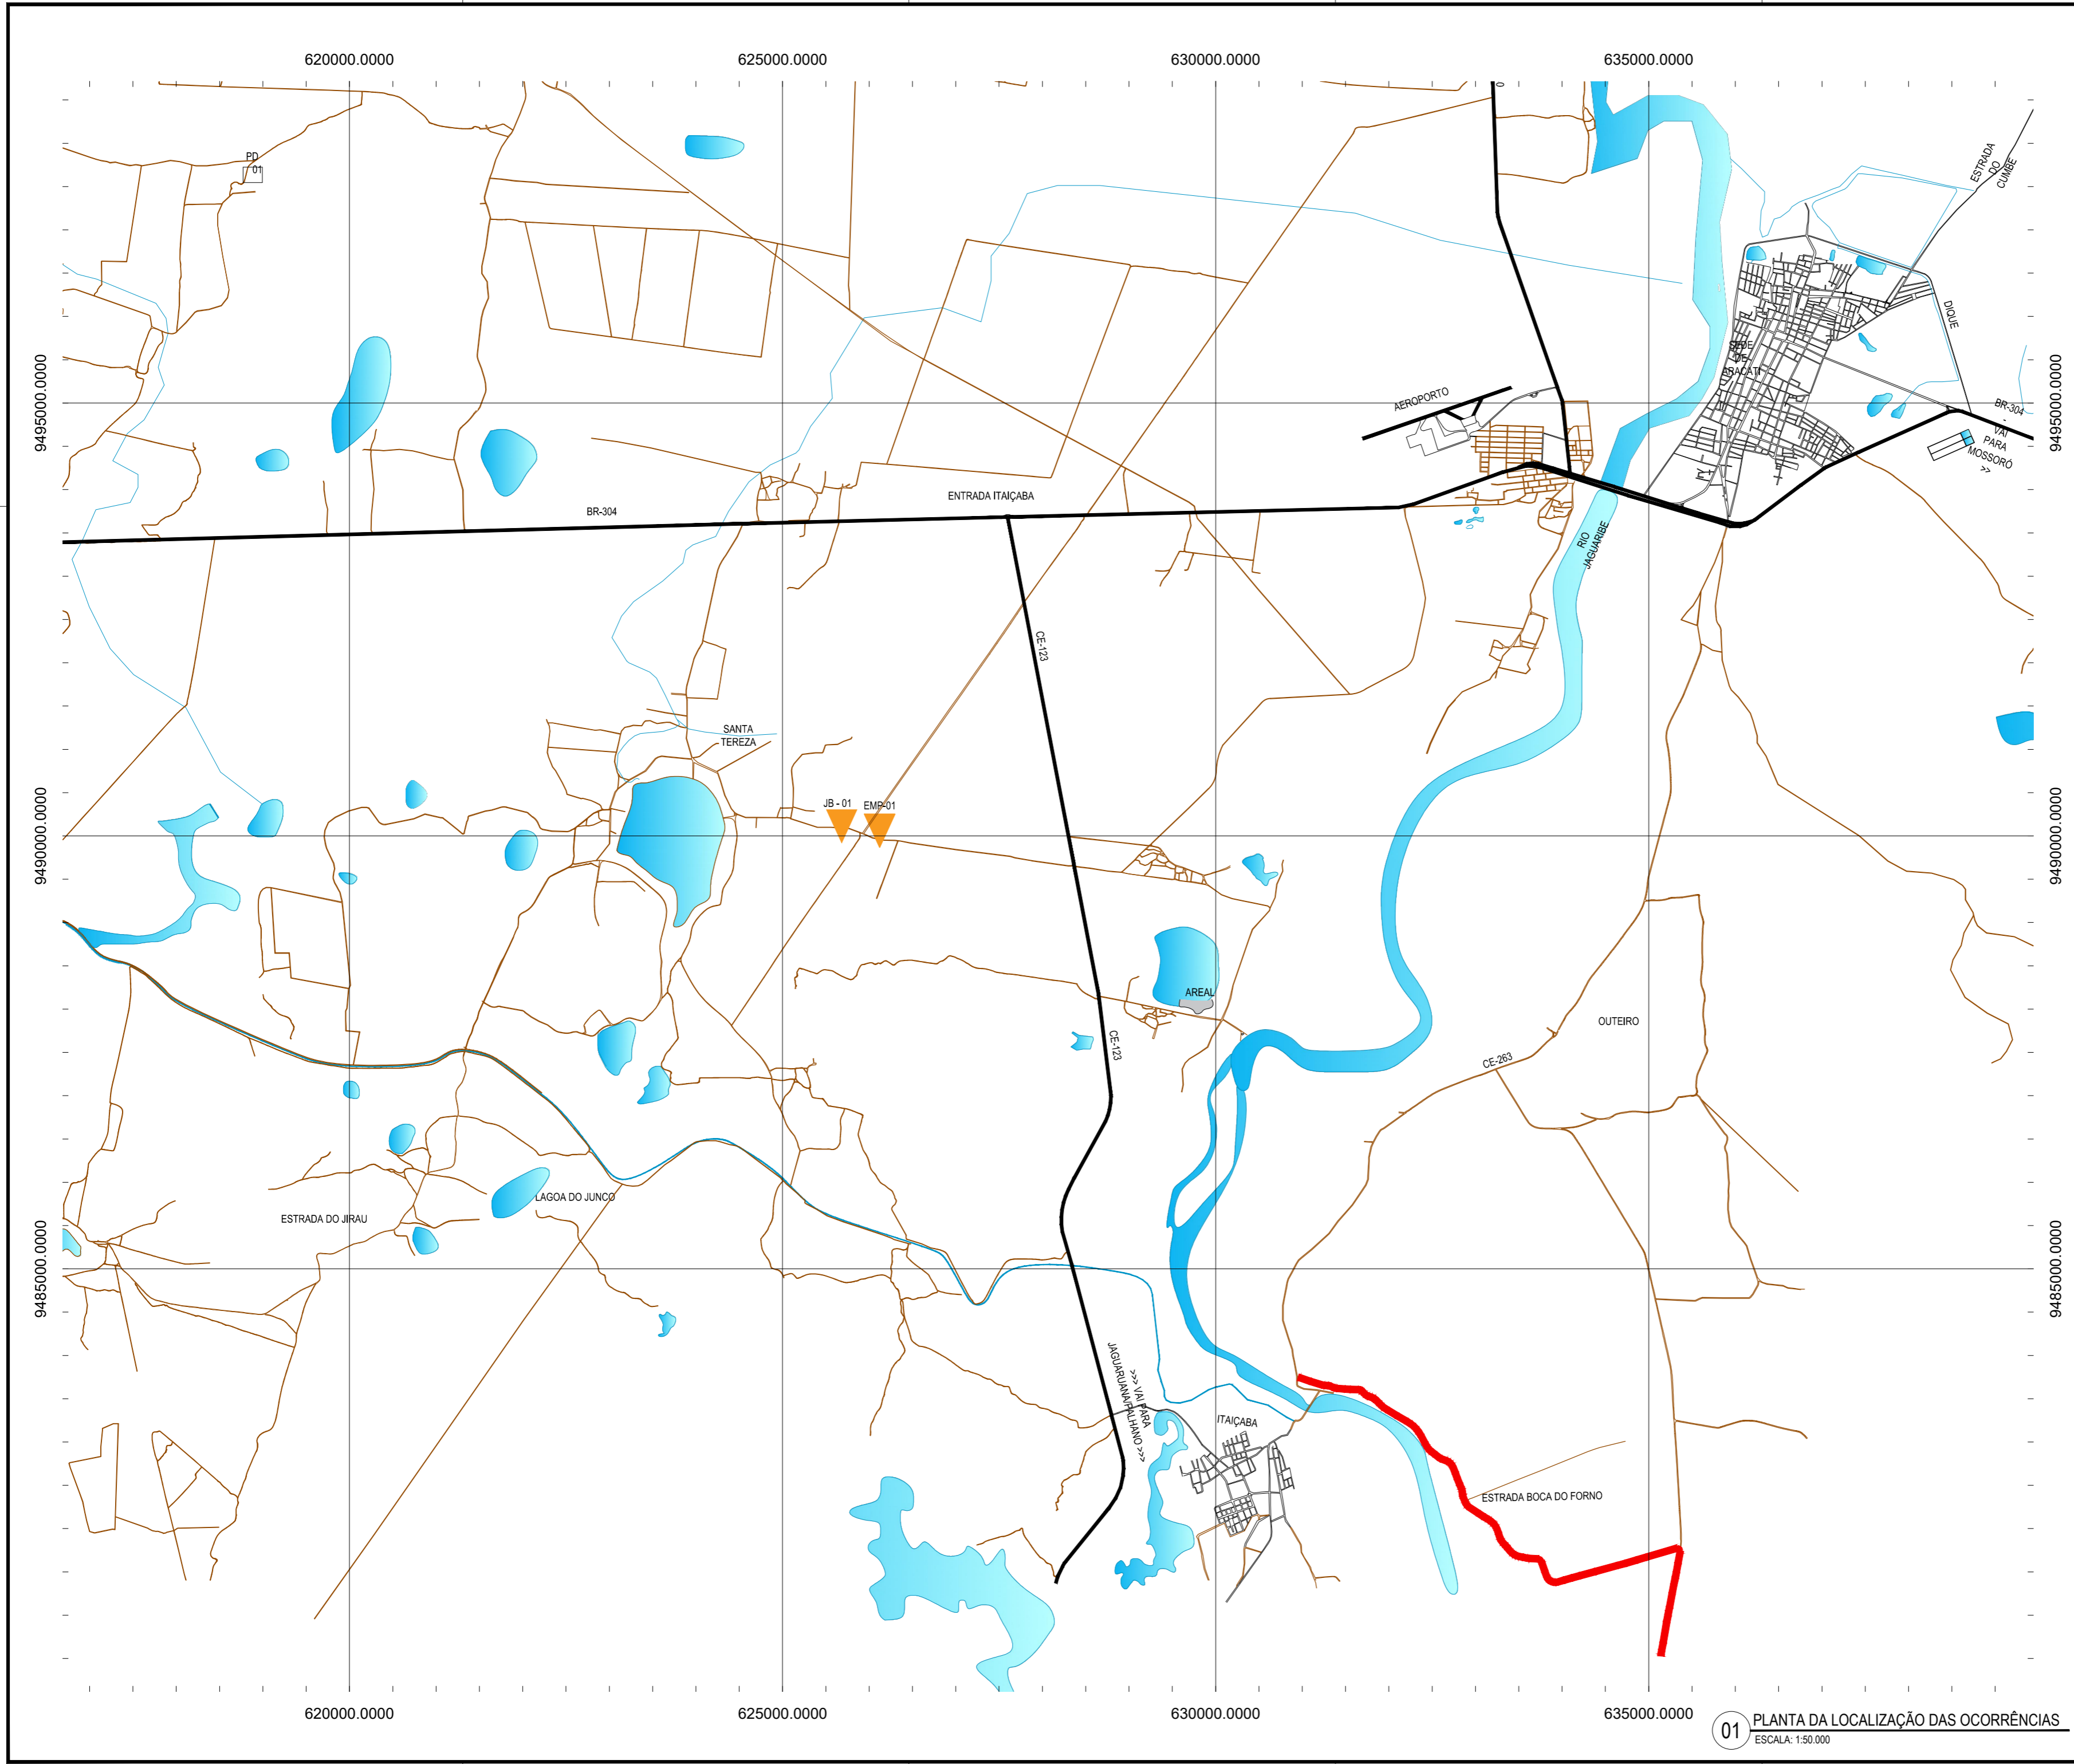 620000.0000
625000.0000
630000.0000
635000.0000
0
PD
01
ESTRADA
DO
CUMBE
DIQUE
SEDE
DE
ARACATI
9495000.0000
9495000.0000
AEROPORTO
BR-304
-
VAI
PARA
MOSSORÓ
>>
ENTRADA ITAIÇABA
BR-304
RIO
JAGUARIBE
CE-123
SANTA
TEREZA
JB - 01
EMP-01
9490000.0000
9490000.0000
AREAL
OUTEIRO
CE-123
CE-263
LAGOA DO JUNCO
ESTRADA DO JIRAU
9485000.0000
9485000.0000
>>> VAI PARA
JAGUARUANA/PALHANO >>>
ITAIÇABA
ESTRADA BOCA DO FORNO
620000.0000
625000.0000
630000.0000
635000.0000
01
PLANTA DA LOCALIZAÇÃO DAS OCORRÊNCIAS
ESCALA: 1:50.000